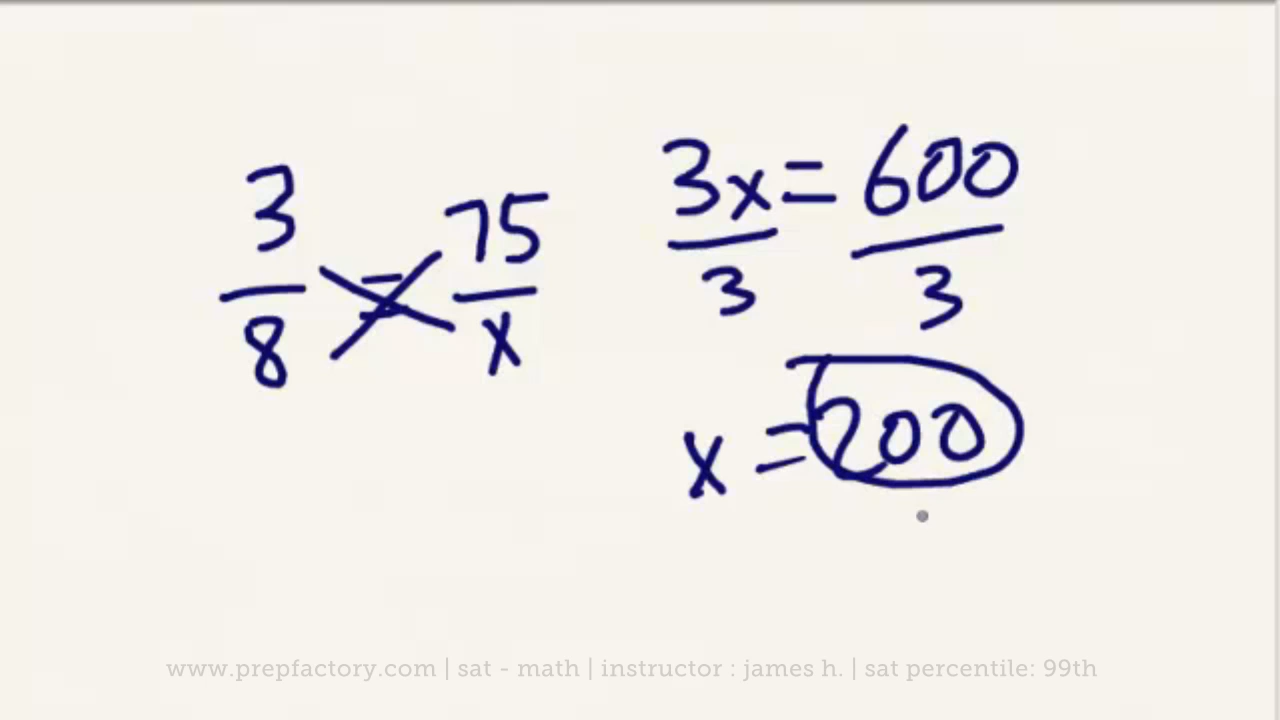 3/8 = 75/x
3x/3 = 600/3
x = 200
www.prepfactory.com | sat - math | instructor : james h. | sat percentile: 99th